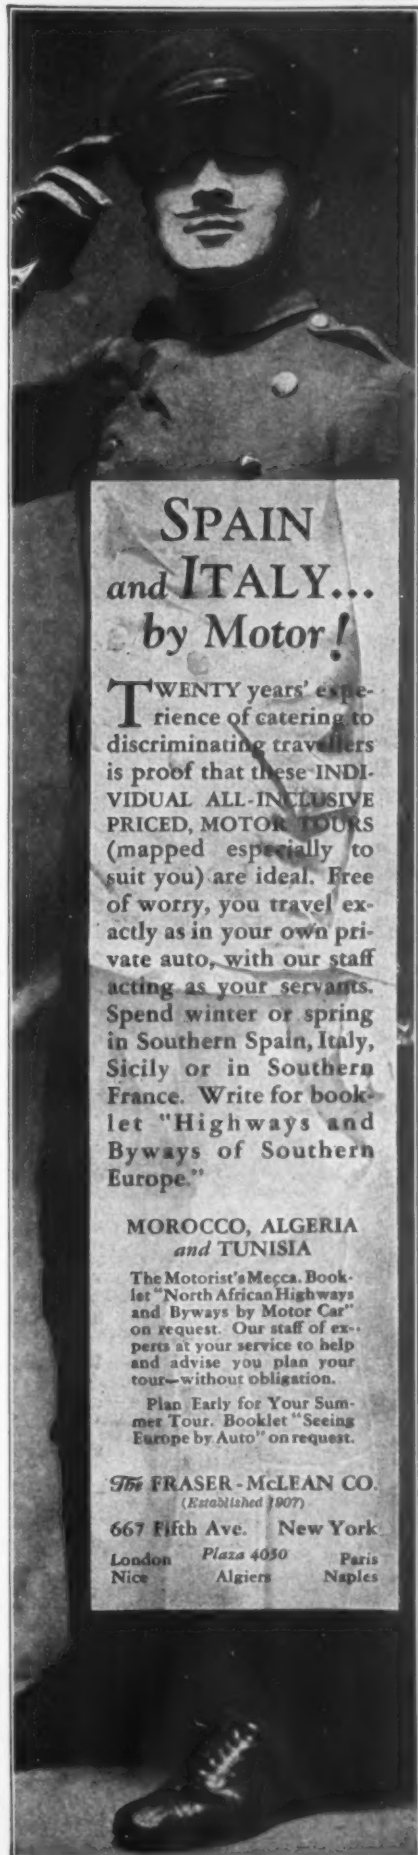 SPAIN
and ITALY...
by Motor!
TWENTY years' expe-
rience of catering to
discriminating travellers
is proof that these INDI-
VIDUAL ALL-INCLUSIVE
PRICED, MOTOR TOURS
(mapped especially to
suit you) are ideal. Free
of worry, you travel ex-
actly as in your own pri-
vate auto, with our staff
acting as your servants.
Spend winter or spring
in Southern Spain, Italy,
Sicily or in Southern
France. Write for book-
let "Highways and
Byways of Southern
Europe."
MOROCCO, ALGERIA
and TUNISIA
The Motorist's Mecca. Book-
let "North African Highways
and Byways by Motor Car"
on request. Our staff of ex-
perts at your service to help
and advise you plan your
tour—without obligation.
Plan Early for Your Sum-
mer Tour. Booklet "Seeing
Europe by Auto" on request.
The FRASER-McLEAN CO.
(Established 1907)
667 Fifth Ave. New York
London Plaza 4050 Paris
Nice Algiers Naples